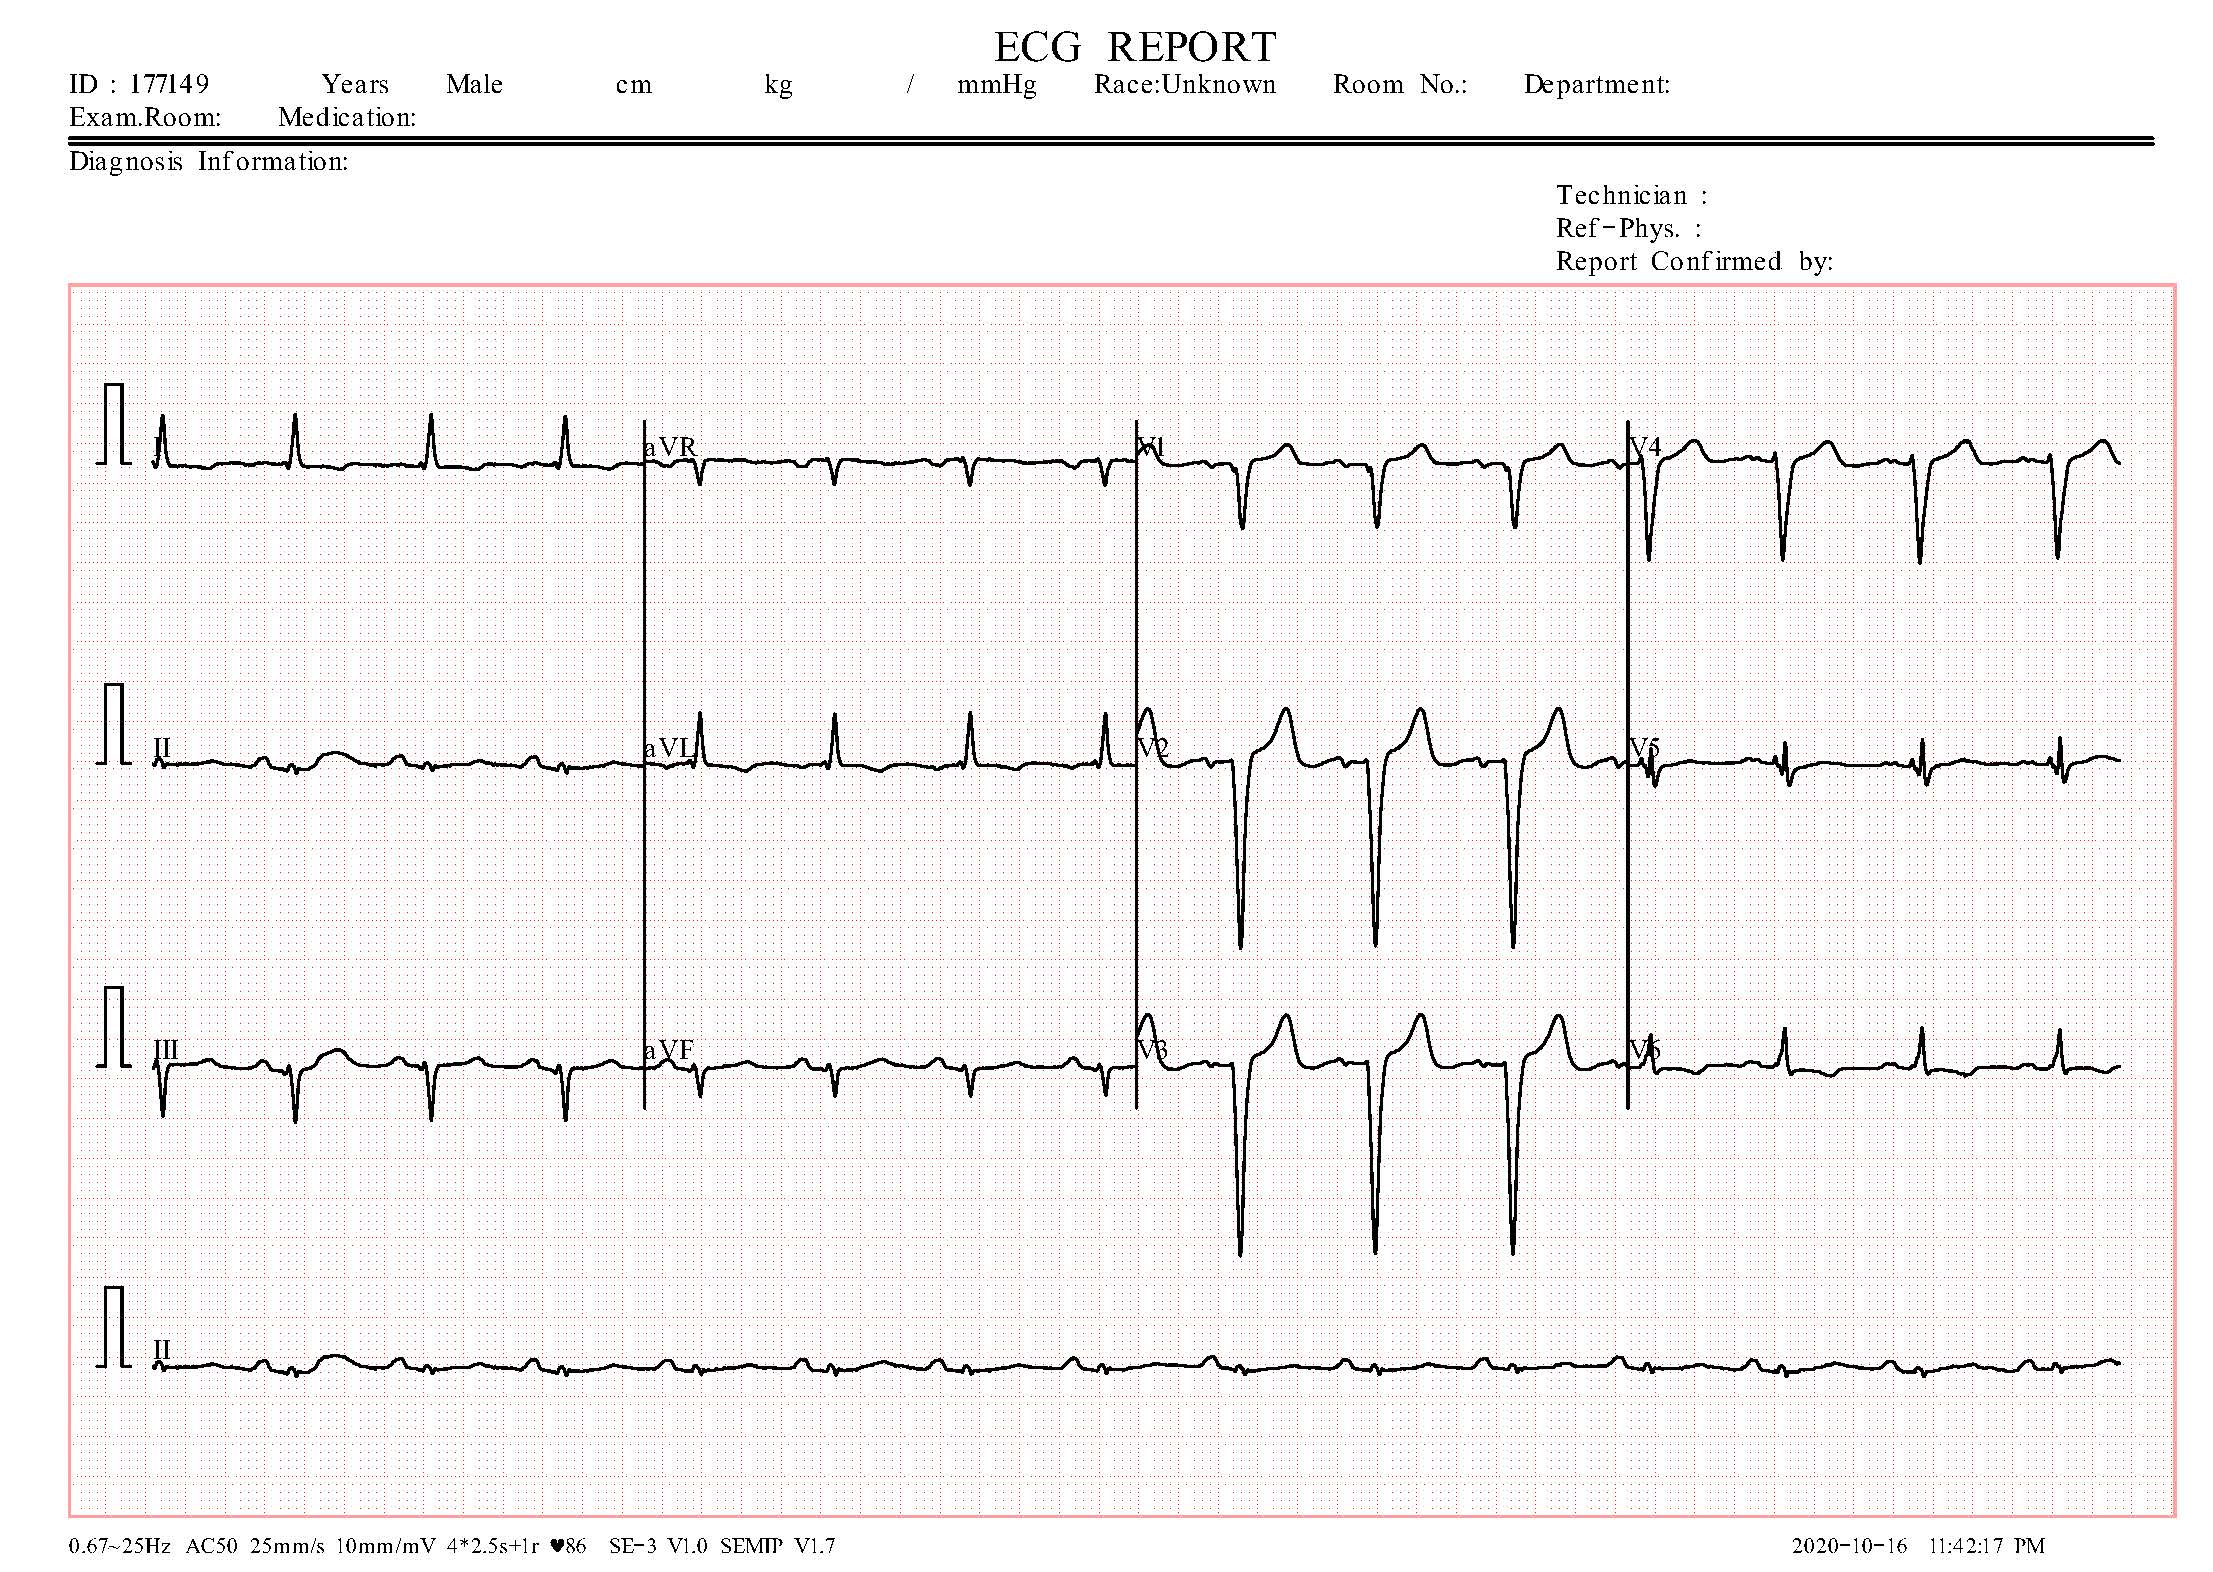 ECG REPORT
ID : 177149 Years Male cm kg / mmHg Race:Unknown Room No.: Department:
Exam.Room: Medication:
Diagnosis Information:
Technician :
Ref-Phys. :
Report Confirmed by:
I aVR V1 V4
II aVL V2 V5
III aVF V3 V6
II
0.67~25Hz AC50 25mm/s 10mm/mV 4*2.5s+1r ♥86 SE-3 V1.0 SEMIP V1.7 2020-10-16 11:42:17 PM